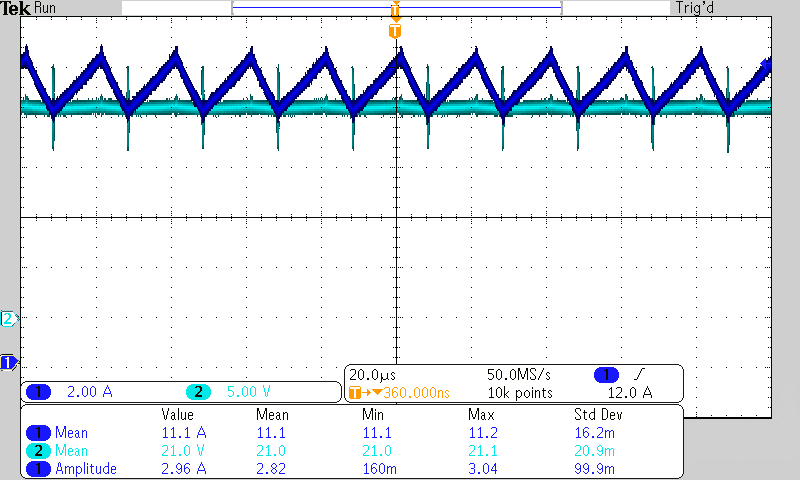 Tek Run Trig'd
T
T
2
1
1 2.00 A 2 5.00 V
20.0µs 50.0MS/s 1
T→▼360.000ns 10k points 12.0 A
Value Mean Min Max Std Dev
1 Mean 11.1 A 11.1 11.1 11.2 16.2m
2 Mean 21.0 V 21.0 21.0 21.1 20.9m
1 Amplitude 2.96 A 2.82 160m 3.04 99.9m